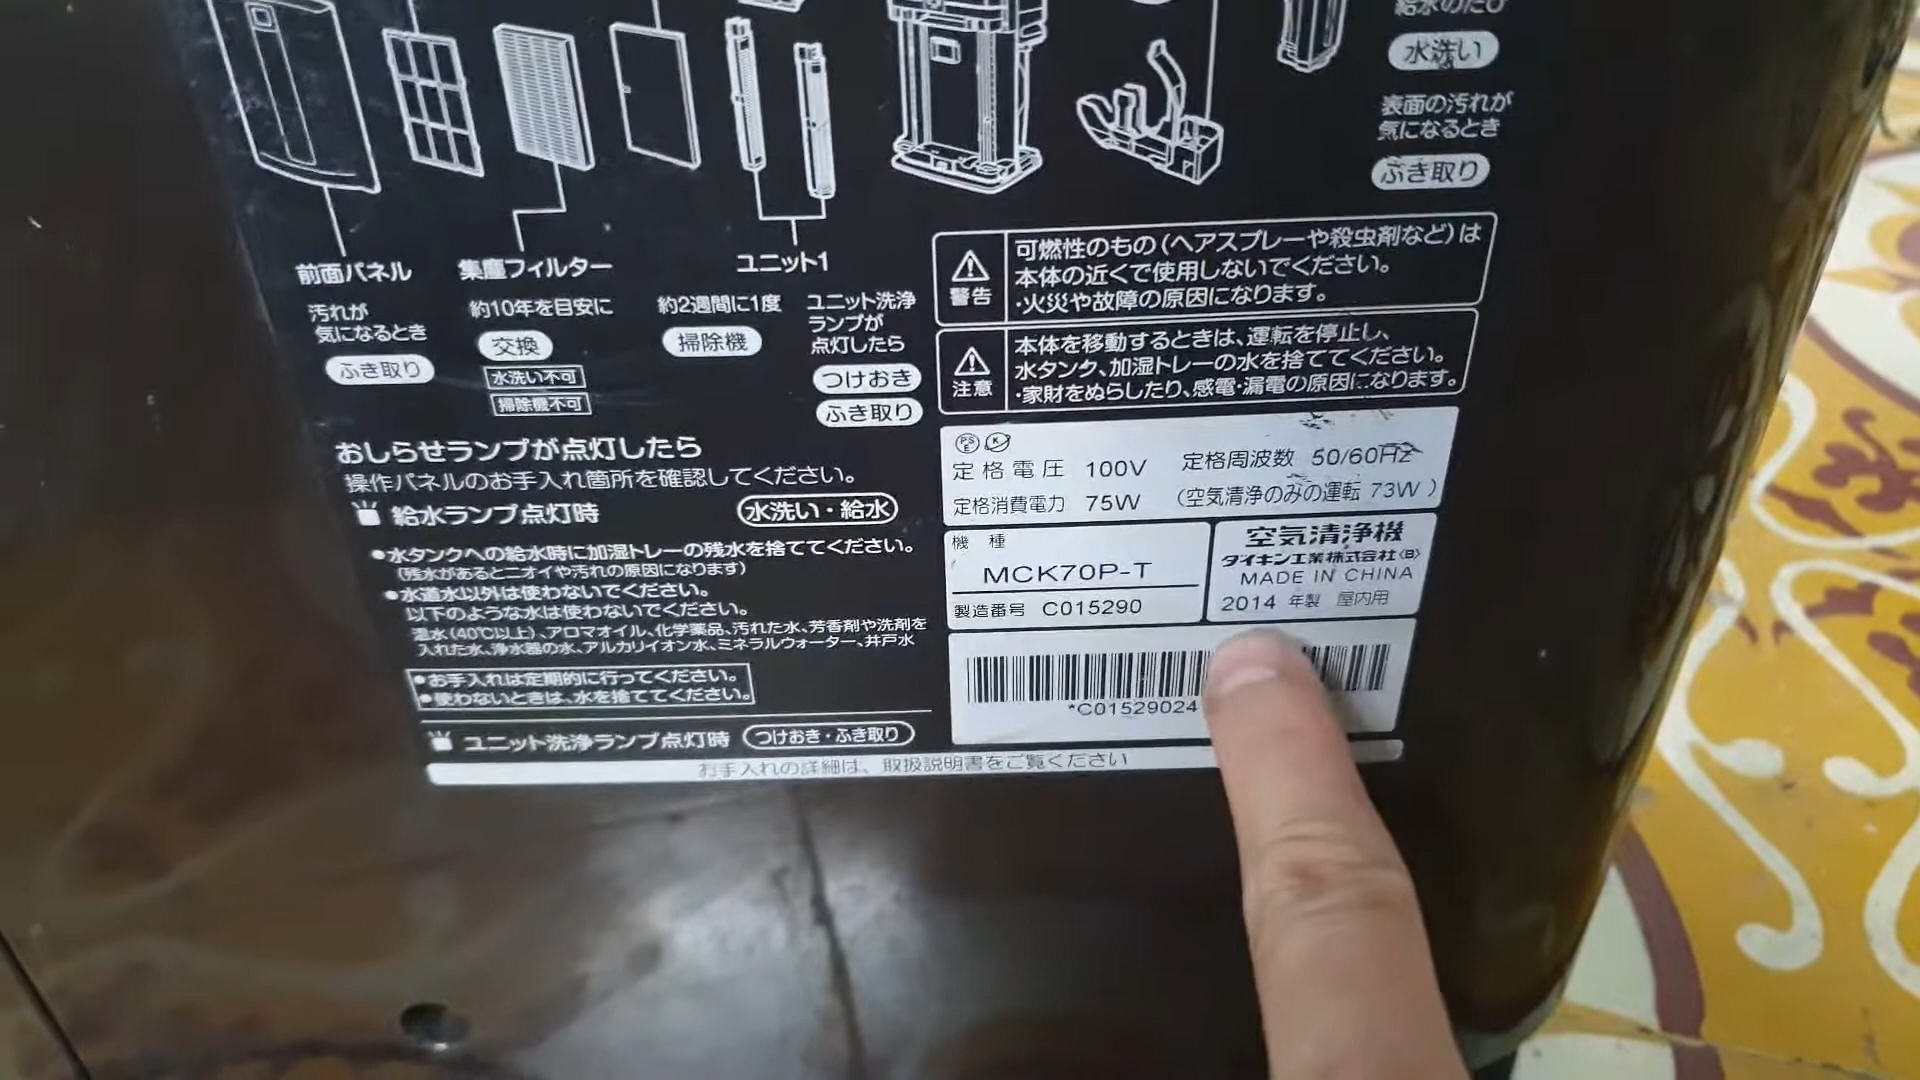 給水のたび
水洗い
表面の汚れが
気になるとき
ふき取り
前面パネル
汚れが
気になるとき
ふき取り
集塵フィルター
約10年を目安に
交換
水洗い不可
掃除機不可
約2週間に1度
掃除機
ユニット1
ユニット洗浄
ランプが
点灯したら
つけおき
ふき取り
警告
可燃性のもの(ヘアスプレーや殺虫剤など)は
本体の近くで使用しないでください。
・火災や故障の原因になります。
注意
本体を移動するときは、運転を停止し、
水タンク、加湿トレーの水を捨ててください。
・家財をぬらしたり、感電・漏電の原因になります。
おしらせランプが点灯したら
操作パネルのお手入れ箇所を確認してください。
給水ランプ点灯時 水洗い・給水
●水タンクへの給水時に加湿トレーの残水を捨ててください。
(残水があるとニオイや汚れの原因になります)
●水道水以外は使わないでください。
以下のような水は使わないでください。
温水(40℃以上)、アロマオイル、化学薬品、汚れた水、芳香剤や洗剤を
入れた水、浄水器の水、アルカリイオン水、ミネラルウォーター、井戸水
●お手入れは定期的に行ってください。
●使わないときは、水を捨ててください。
ユニット洗浄ランプ点灯時 つけおき・ふき取り
お手入れの詳細は、取扱説明書をご覧ください
PSE
定格電圧 100V 定格周波数 50/60Hz
定格消費電力 75W (空気清浄のみの運転 73W)
機種
MCK70P-T
製造番号 C015290
空気清浄機
ダイキン工業株式会社〈B〉
MADE IN CHINA
2014 年製 屋内用
*C01529024